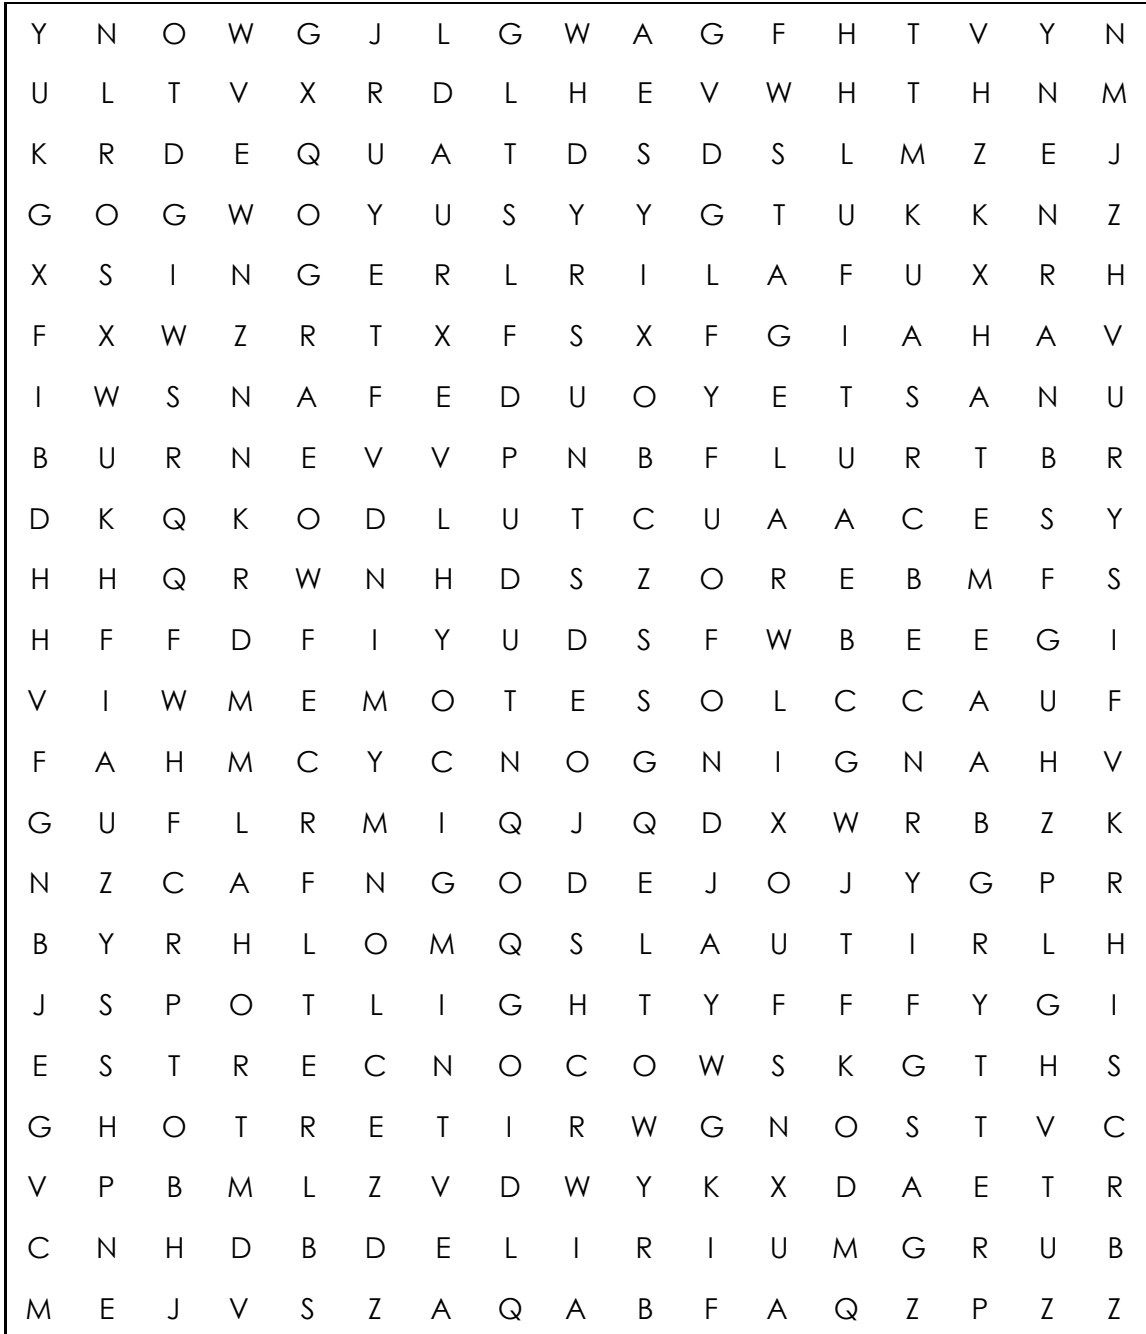 Y N O W G J L G W A G F H T V Y N
U L T V X R D L H E V W H T H N M
K R D E Q U A T D S D S L M Z E J
G O G W O Y U S Y Y G T U K K N Z
X S I N G E R L R I L A F U X R H
F X W Z R T X F S X F G I A H A V
I W S N A F E D U O Y E T S A N U
B U R N E V V P N B F L U R T B R
D K Q K O D L U T C U A A C E S Y
H H Q R W N H D S Z O R E B M F S
H F F D F I Y U D S F W B E E G I
V I W M E M O T E S O L C C A U F
F A H M C Y C N O G N I G N A H V
G U F L R M I Q J Q D X W R B Z K
N Z C A F N G O D E J O J Y G P R
B Y R H L O M Q S L A U T I R L H
J S P O T L I G H T Y F F F Y G I
E S T R E C N O C O W S K G T H S
G H O T R E T I R W G N O S T V C
V P B M L Z V D W Y K X D A E T R
C N H D B D E L I R I U M G R U B
M E J V S Z A Q A B F A Q Z P Z Z